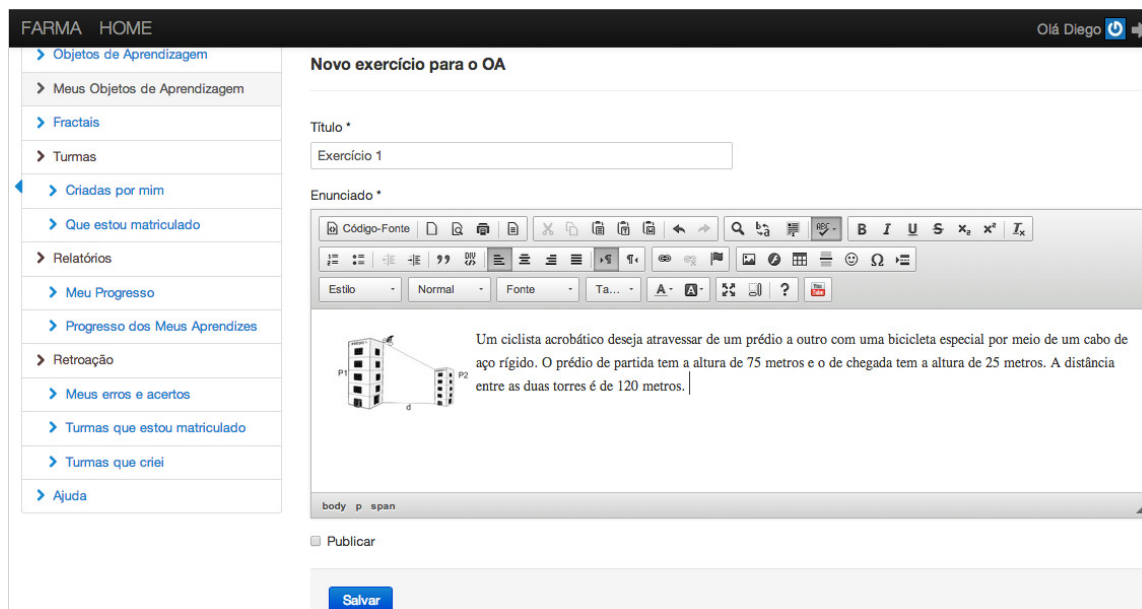 FARMA HOME
Olá Diego
Objetos de Aprendizagem
Meus Objetos de Aprendizagem
Fractais
Turmas
Criadas por mim
Que estou matriculado
Relatórios
Meu Progresso
Progresso dos Meus Aprendizes
Retroação
Meus erros e acertos
Turmas que estou matriculado
Turmas que criei
Ajuda
Novo exercício para o OA
Título *
Exercício 1
Enunciado *
Código-Fonte
Estilo Normal Fonte Ta...
P1 P2
d
Um ciclista acrobático deseja atravessar de um prédio a outro com uma bicicleta especial por meio de um cabo de
aço rígido. O prédio de partida tem a altura de 75 metros e o de chegada tem a altura de 25 metros. A distância
entre as duas torres é de 120 metros.
body p span
Publicar
Salvar